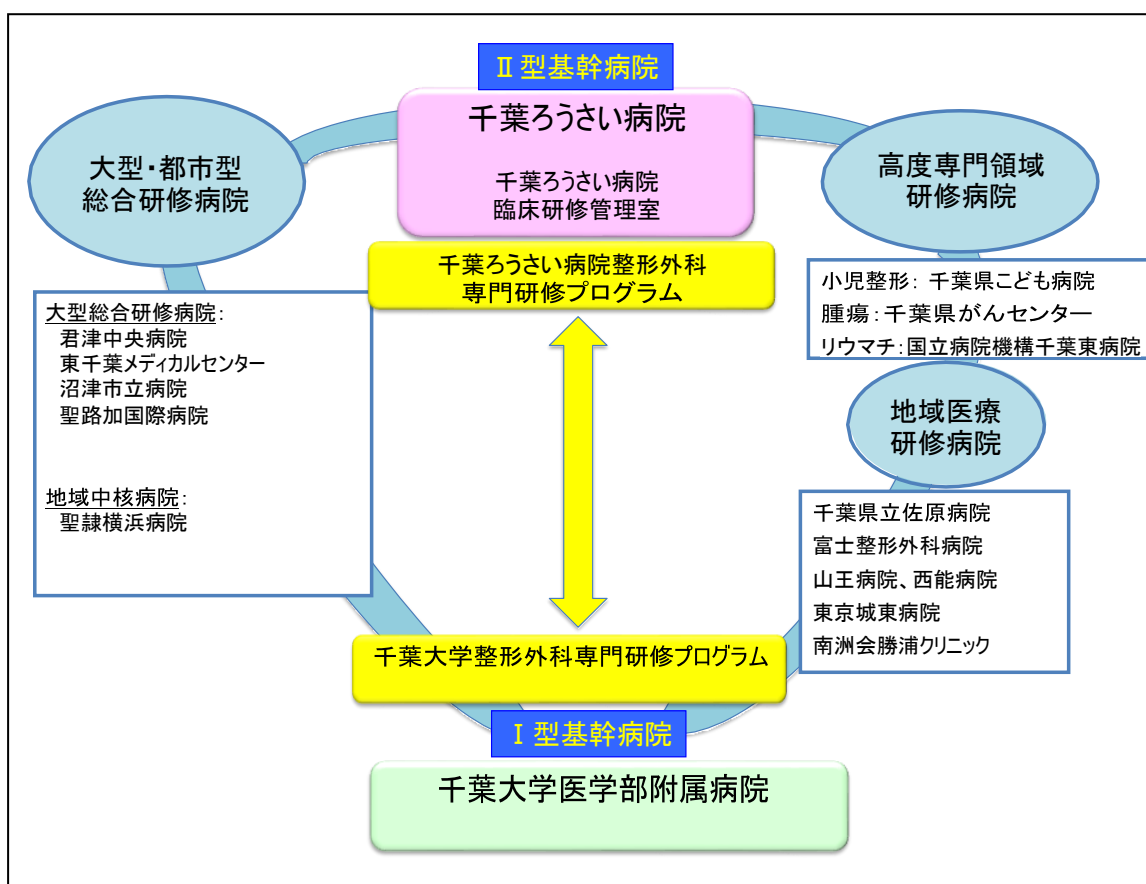 Ⅱ型基幹病院
千葉ろうさい病院
千葉ろうさい病院
臨床研修管理室
大型・都市型
総合研修病院
高度専門領域
研修病院
千葉ろうさい病院整形外科
専門研修プログラム
小児整形：千葉県こども病院
腫瘍：千葉県がんセンター
リウマチ：国立病院機構千葉東病院
大型総合研修病院：
君津中央病院
東千葉メディカルセンター
沼津市立病院
聖路加国際病院
地域中核病院：
聖隷横浜病院
地域医療
研修病院
千葉県立佐原病院
富士整形外科病院
山王病院、西能病院
東京城東病院
南洲会勝浦クリニック
千葉大学整形外科専門研修プログラム
Ⅰ型基幹病院
千葉大学医学部附属病院